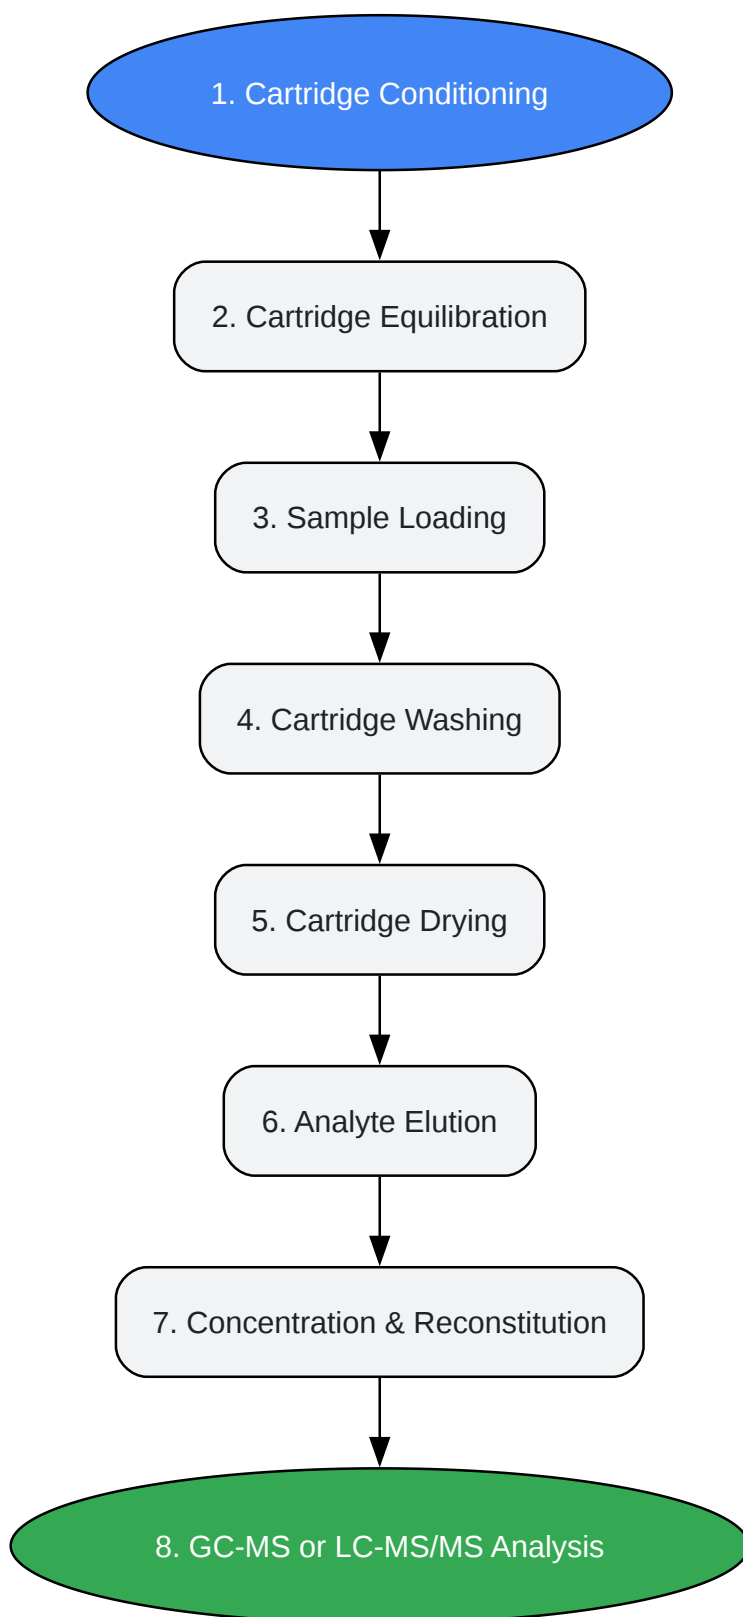 1. Cartridge Conditioning
2. Cartridge Equilibration
3. Sample Loading
4. Cartridge Washing
5. Cartridge Drying
6. Analyte Elution
7. Concentration & Reconstitution
8. GC-MS or LC-MS/MS Analysis